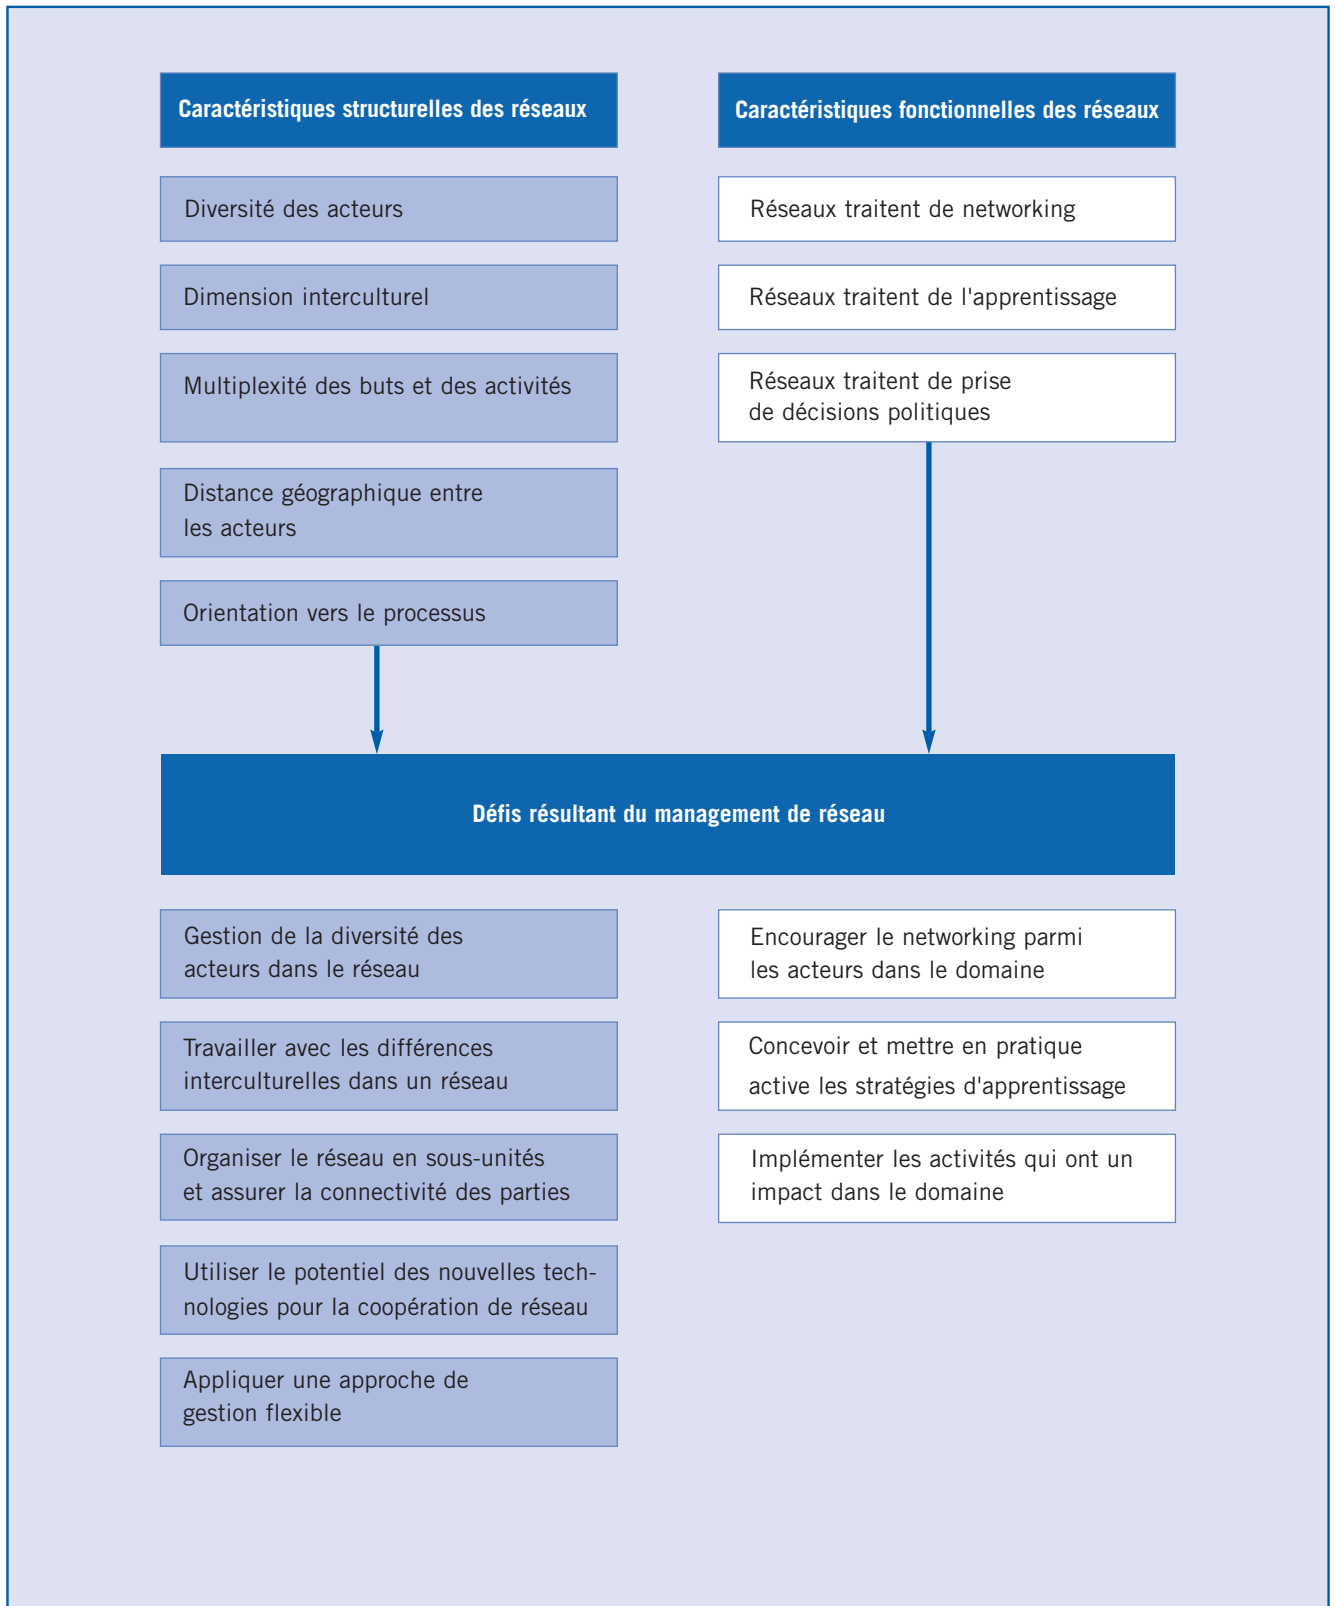 Caractéristiques structurelles des réseaux
Diversité des acteurs
Dimension interculturel
Multiplexité des buts et des activités
Distance géographique entre
les acteurs
Orientation vers le processus
Caractéristiques fonctionnelles des réseaux
Réseaux traitent de networking
Réseaux traitent de l'apprentissage
Réseaux traitent de prise
de décisions politiques
Défis résultant du management de réseau
Gestion de la diversité des
acteurs dans le réseau
Travailler avec les différences
interculturelles dans un réseau
Organiser le réseau en sous-unités
et assurer la connectivité des parties
Utiliser le potentiel des nouvelles tech-
nologies pour la coopération de réseau
Appliquer une approche de
gestion flexible
Encourager le networking parmi
les acteurs dans le domaine
Concevoir et mettre en pratique
active les stratégies d'apprentissage
Implémenter les activités qui ont un
impact dans le domaine